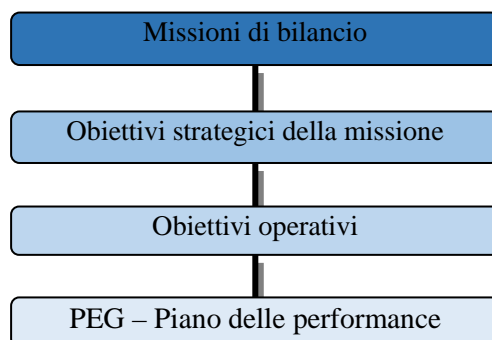 Missioni di bilancio
Obiettivi strategici della missione
Obiettivi operativi
PEG – Piano delle performance